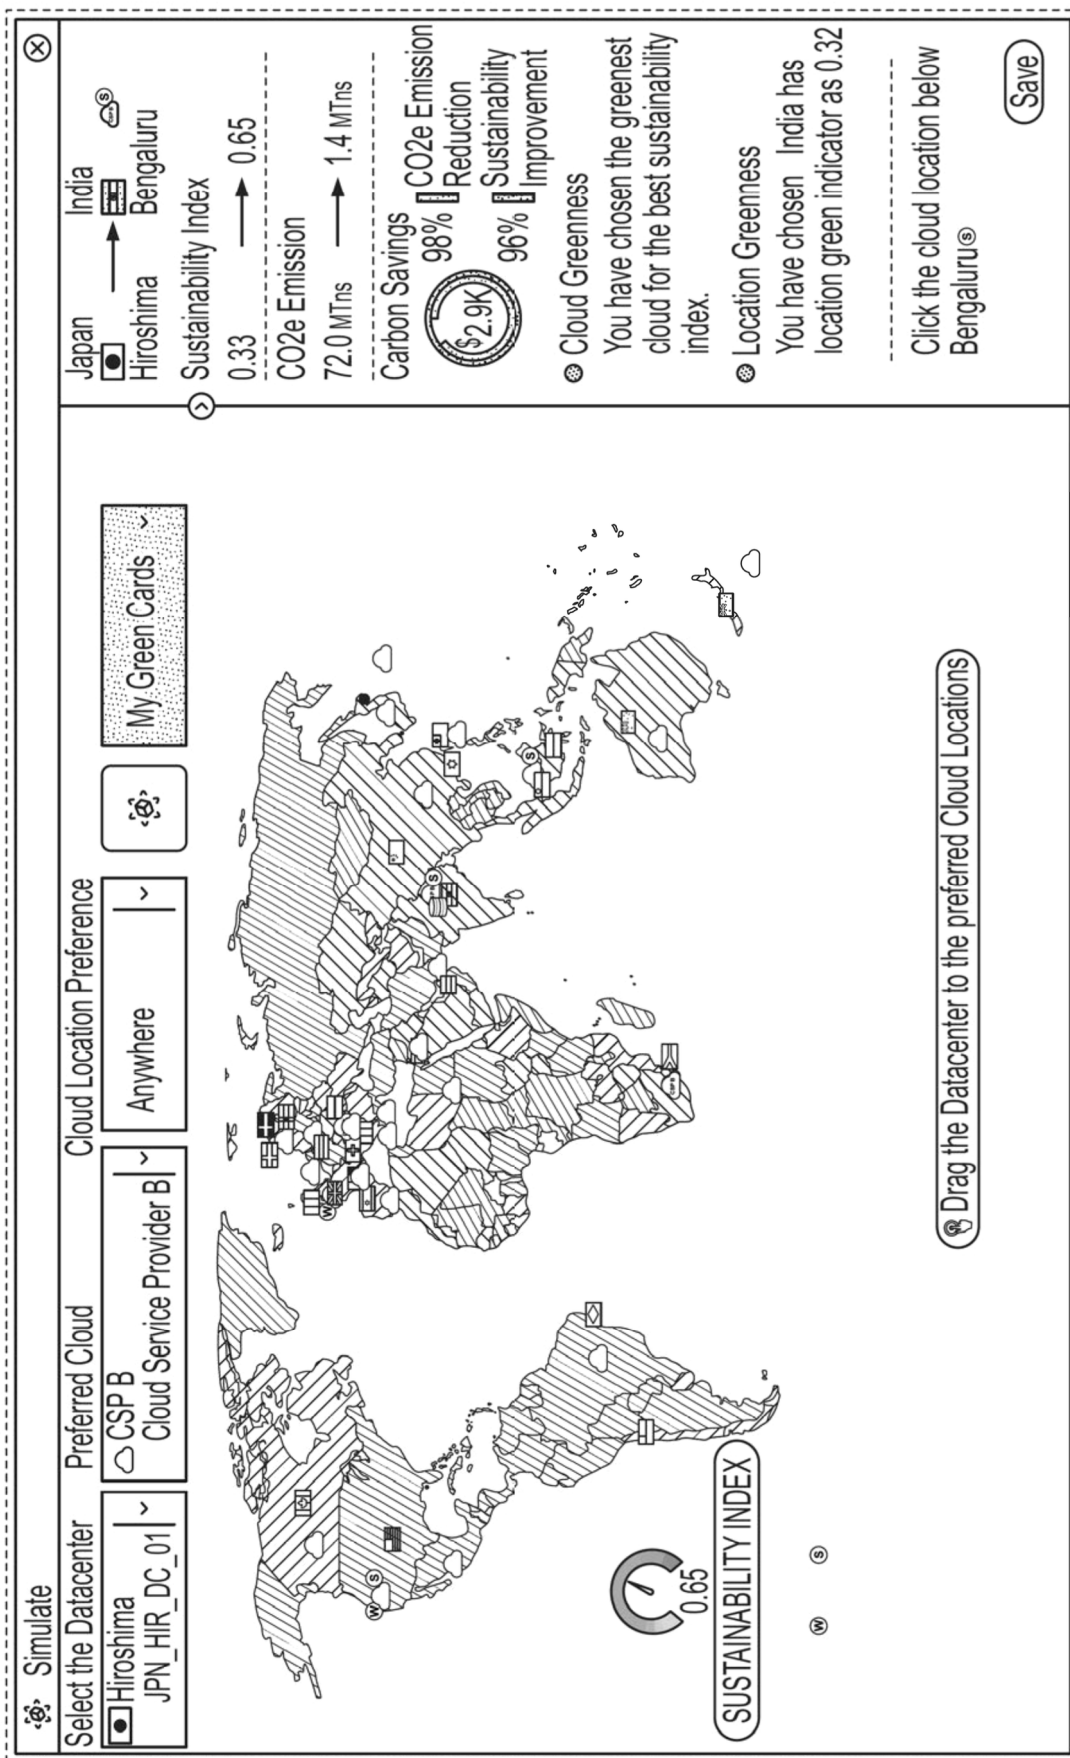 Simulate
Select the Datacenter
Preferred Cloud
Cloud Location Preference
Hiroshima
JPN_HIR_DC_01
CSP B
Cloud Service Provider B
Anywhere
My Green Cards
W
S
W
S
CSP B
S
S
SUSTAINABILITY INDEX
0.65
W
S
Drag the Datacenter to the preferred Cloud Locations
Japan
India
CSP B
S
Hiroshima
Bengaluru
Sustainability Index
0.33
0.65
CO2e Emission
72.0 MTns
1.4 MTns
Carbon Savings
$2.9K
98%
CO2e Emission
Reduction
96%
Sustainability
Improvement
Cloud Greenness
You have chosen the greenest
cloud for the best sustainability
index.
Location Greenness
You have chosen India has
location green indicator as 0.32
Click the cloud location below
Bengaluru S
Save